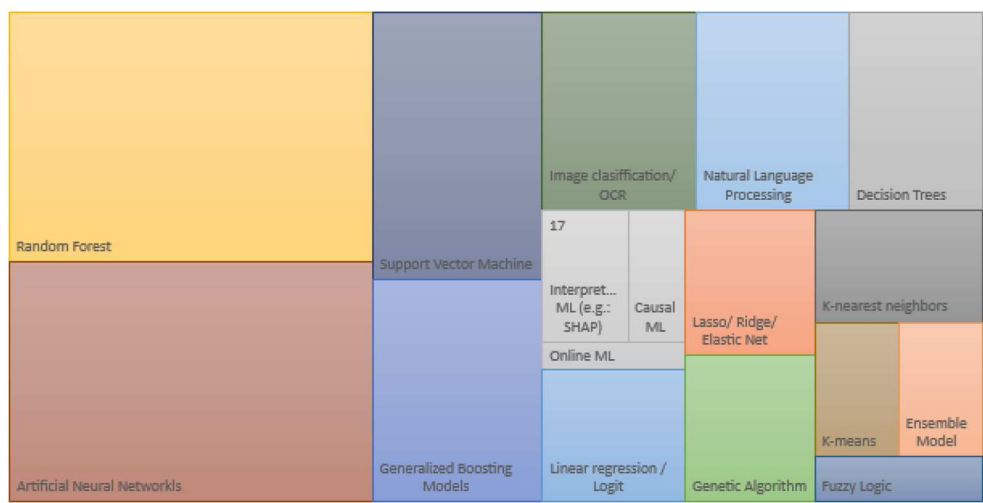 Random Forest
Artificial Neural Networkls
Support Vector Machine
Generalized Boosting
Models
Image clasiffication/
OCR
Natural Language
Processing
Decision Trees
17
Interpret...
ML (e.g.:
SHAP)
Causal
ML
Online ML
Linear regression /
Logit
Lasso/ Ridge/
Elastic Net
Genetic Algorithm
K-nearest neighbors
K-means
Ensemble
Model
Fuzzy Logic